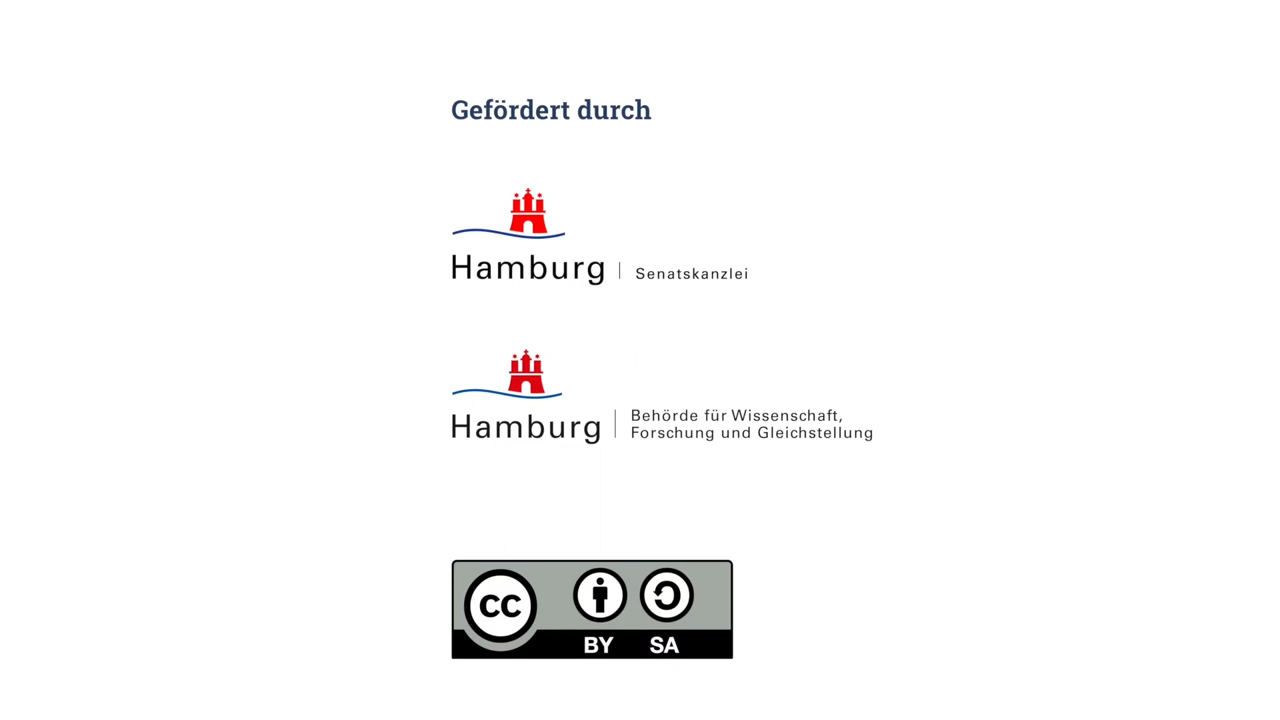 Gefördert durch
Hamburg | Senatskanzlei
Hamburg | Behörde für Wissenschaft,
Forschung und Gleichstellung
CC
BY SA